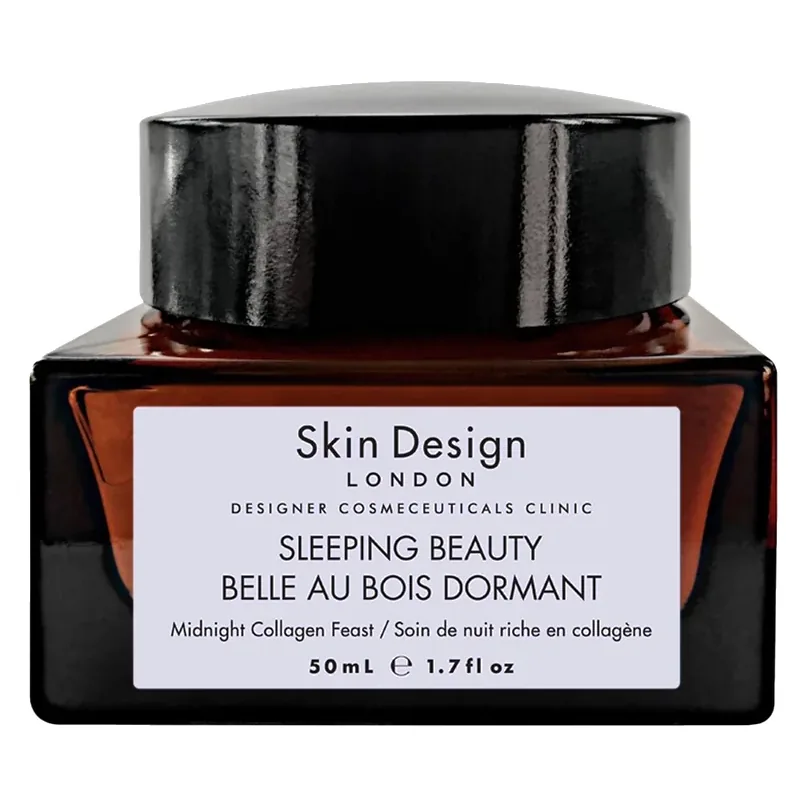 Skin Design
LONDON
DESIGNER COSMECEUTICALS CLINIC
SLEEPING BEAUTY
BELLE AU BOIS DORMANT
Midnight Collagen Feast / Soin de nuit riche en collagène
50mL ℮ 1.7fl oz